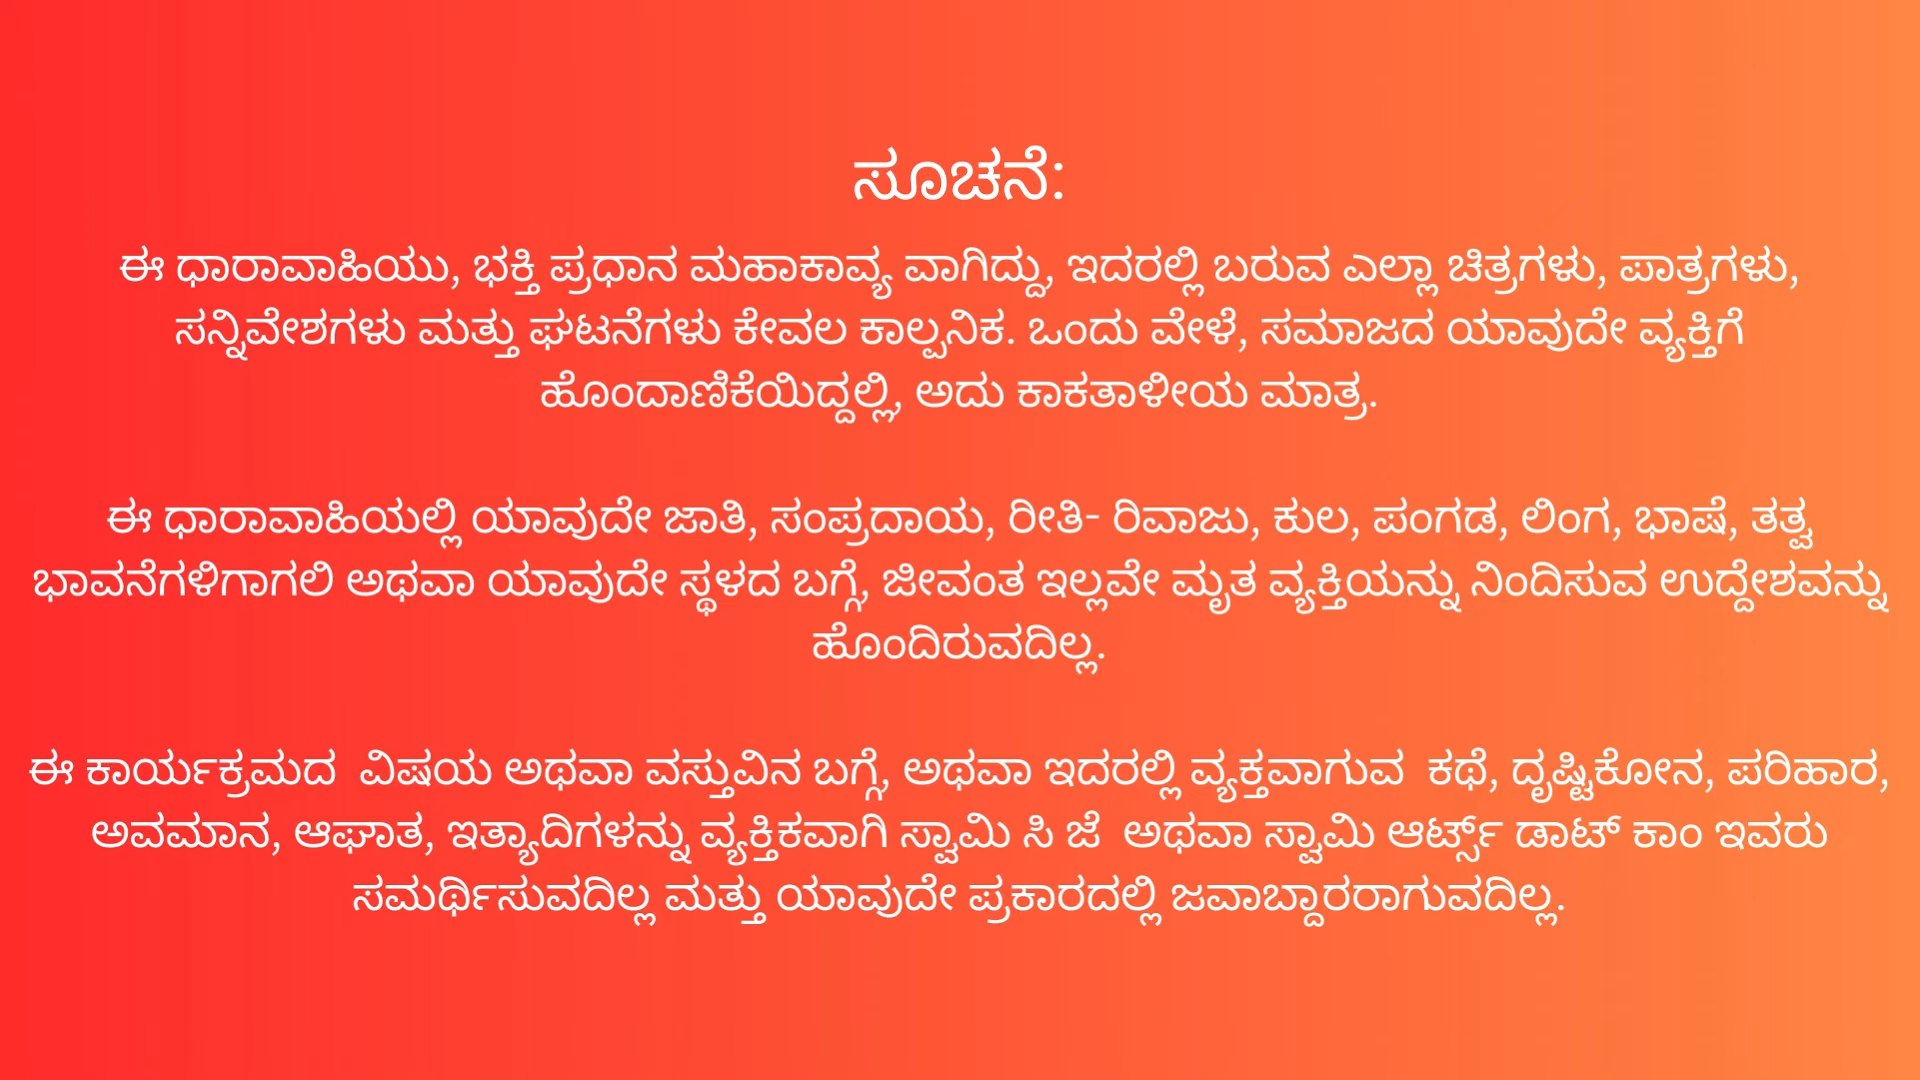 ಸೂಚನೆ:
ಈ ಧಾರಾವಾಹಿಯು, ಭಕ್ತಿ ಪ್ರಧಾನ ಮಹಾಕಾವ್ಯ ವಾಗಿದ್ದು, ಇದರಲ್ಲಿ ಬರುವ ಎಲ್ಲಾ ಚಿತ್ರಗಳು, ಪಾತ್ರಗಳು,
ಸನ್ನಿವೇಶಗಳು ಮತ್ತು ಘಟನೆಗಳು ಕೇವಲ ಕಾಲ್ಪನಿಕ. ಒಂದು ವೇಳೆ, ಸಮಾಜದ ಯಾವುದೇ ವ್ಯಕ್ತಿಗೆ
ಹೊಂದಾಣಿಕೆಯಿದ್ದಲ್ಲಿ, ಅದು ಕಾಕತಾಳೀಯ ಮಾತ್ರ.
ಈ ಧಾರಾವಾಹಿಯಲ್ಲಿ ಯಾವುದೇ ಜಾತಿ, ಸಂಪ್ರದಾಯ, ರೀತಿ- ರಿವಾಜು, ಕುಲ, ಪಂಗಡ, ಲಿಂಗ, ಭಾಷೆ, ತತ್ವ
ಭಾವನೆಗಳಿಗಾಗಲಿ ಅಥವಾ ಯಾವುದೇ ಸ್ಥಳದ ಬಗ್ಗೆ, ಜೀವಂತ ಇಲ್ಲವೇ ಮೃತ ವ್ಯಕ್ತಿಯನ್ನು ನಿಂದಿಸುವ ಉದ್ದೇಶವನ್ನು
ಹೊಂದಿರುವದಿಲ್ಲ.
ಈ ಕಾರ್ಯಕ್ರಮದ ವಿಷಯ ಅಥವಾ ವಸ್ತುವಿನ ಬಗ್ಗೆ, ಅಥವಾ ಇದರಲ್ಲಿ ವ್ಯಕ್ತವಾಗುವ ಕಥೆ, ದೃಷ್ಟಿಕೋನ, ಪರಿಹಾರ,
ಅವಮಾನ, ಆಘಾತ, ಇತ್ಯಾದಿಗಳನ್ನು ವ್ಯಕ್ತಿಕವಾಗಿ ಸ್ವಾಮಿ ಸಿ ಜೆ ಅಥವಾ ಸ್ವಾಮಿ ಆರ್ಟ್ಸ್ ಡಾಟ್ ಕಾಂ ಇವರು
ಸಮರ್ಥಿಸುವದಿಲ್ಲ ಮತ್ತು ಯಾವುದೇ ಪ್ರಕಾರದಲ್ಲಿ ಜವಾಬ್ದಾರರಾಗುವದಿಲ್ಲ.